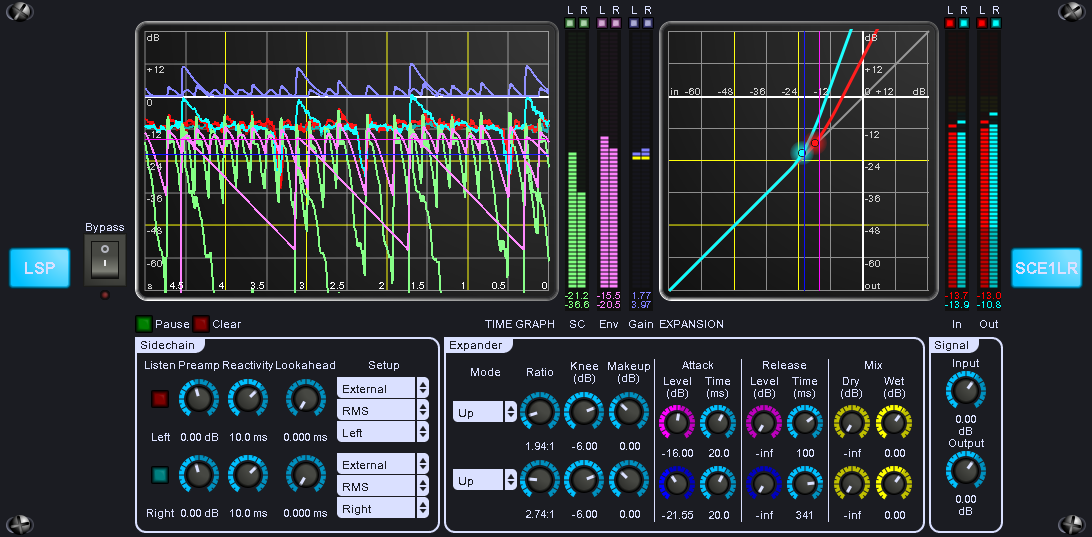 L R L R L R
L R
dB
+12
0
-12
-24
-36
-48
-60
s 4.5 4 3.5 3 2.5 2 1.5 1 0.5 0
-21.2 -15.5 1.77
-36.6 -20.5 3.97
dB
+12
in -60 -48 -36 -24 -12 0 +12 dB
-12
-24
-36
-48
-60
out
-13.7 -13.0
-13.9 -10.8
Bypass
LSP
SCE1LR
Pause Clear
TIME GRAPH SC Env Gain EXPANSION
In Out
Sidechain
Listen Preamp Reactivity Lookahead Setup
External
RMS
Left
Left 0.00 dB 10.0 ms 0.000 ms
External
RMS
Right
Right 0.00 dB 10.0 ms 0.000 ms
Expander
Mode Ratio Knee (dB) Makeup (dB)
Attack Release Mix
Level (dB) Time (ms) Level (dB) Time (ms) Dry (dB) Wet (dB)
Up
1.94:1 -6.00 0.00 -16.00 20.0 -inf 100 -inf 0.00
Up
2.74:1 -6.00 0.00 -21.55 20.0 -inf 341 -inf 0.00
Signal
Input
0.00
dB
Output
0.00
dB